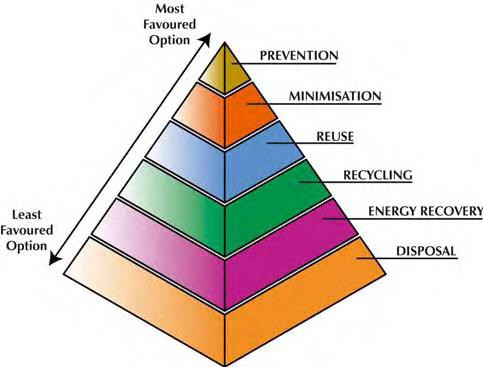 Most
Favoured
Option
PREVENTION
MINIMISATION
REUSE
RECYCLING
Least
Favoured
Option
ENERGY RECOVERY
DISPOSAL